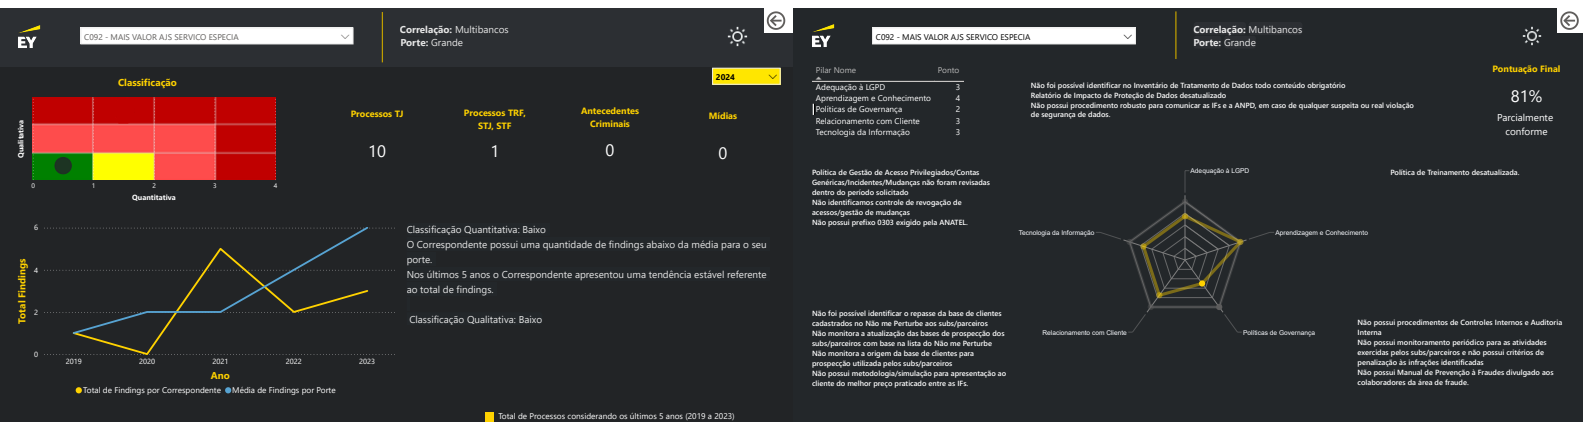 EY
C092 - MAIS VALOR AJS SERVICO ESPECIA
Correlação: Multibancos
Porte: Grande
2024
Classificação
Qualitativa
0 1 2 3 4
Quantitativa
Processos TJ
10
Processos TRF,
STJ, STF
1
Antecedentes
Criminais
0
Mídias
0
Total Findings
6
4
2
0
2019 2020 2021 2022 2023
Ano
Total de Findings por Correspondente Média de Findings por Porte
Classificação Quantitativa: Baixo
O Correspondente possui uma quantidade de findings abaixo da média para o seu
porte.
Nos últimos 5 anos o Correspondente apresentou uma tendência estável referente
ao total de findings.
Classificação Qualitativa: Baixo
Total de Processos considerando os últimos 5 anos (2019 a 2023)
EY
C092 - MAIS VALOR AJS SERVICO ESPECIA
Correlação: Multibancos
Porte: Grande
Pilar Nome Ponto
Adequação à LGPD 3
Aprendizagem e Conhecimento 4
Políticas de Governança 2
Relacionamento com Cliente 3
Tecnologia da Informação 3
Não foi possível identificar no Inventário de Tratamento de Dados todo conteúdo obrigatório
Relatório de Impacto de Proteção de Dados desatualizado
Não possui procedimento robusto para comunicar as IFs e a ANPD, em caso de qualquer suspeita ou real violação
de segurança de dados.
Pontuação Final
81%
Parcialmente
conforme
Política de Gestão de Acesso Privilegiados/Contas
Genéricas/Incidentes/Mudanças não foram revisadas
dentro do período solicitado
Não identificamos controle de revogação de
acessos/gestão de mudanças
Não possui prefixo 0303 exigido pela ANATEL.
Política de Treinamento desatualizada.
Adequação à LGPD
Tecnologia da Informação
Aprendizagem e Conhecimento
Relacionamento com Cliente
Políticas de Governança
Não foi possível identificar o repasse da base de clientes
cadastrados no Não me Perturbe aos subs/parceiros
Não monitora a atualização das bases de prospecção dos
subs/parceiros com base na lista do Não me Perturbe
Não monitora a origem da base de clientes para
prospecção utilizada pelos subs/parceiros
Não possui metodologia/simulação para apresentação ao
cliente do melhor preço praticado entre as IFs.
Não possui procedimentos de Controles Internos e Auditoria
Interna
Não possui monitoramento periódico para as atividades
exercidas pelos subs/parceiros e não possui critérios de
penalização às infrações identificadas
Não possui Manual de Prevenção à Fraudes divulgado aos
colaboradores da área de fraude.